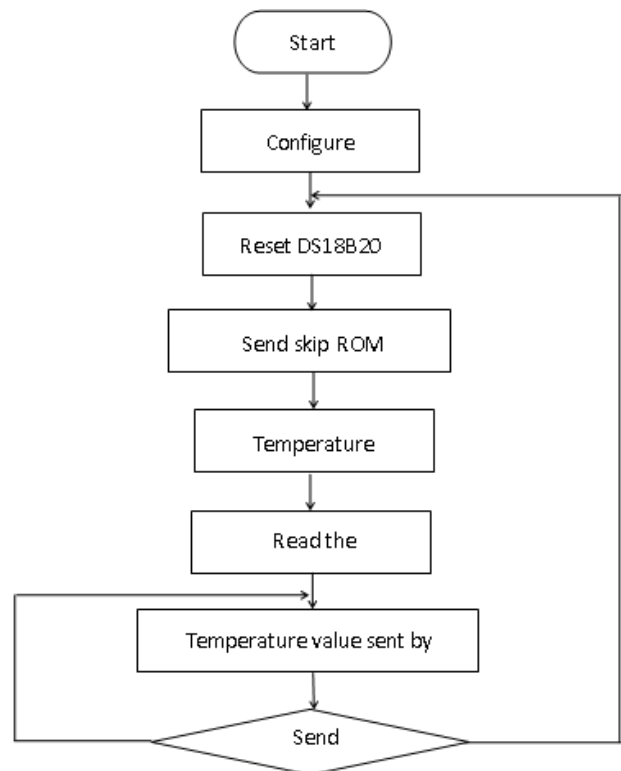 Start
Configure
Reset DS18B20
Send skip ROM
Temperature
Read the
Temperature value sent by
Send